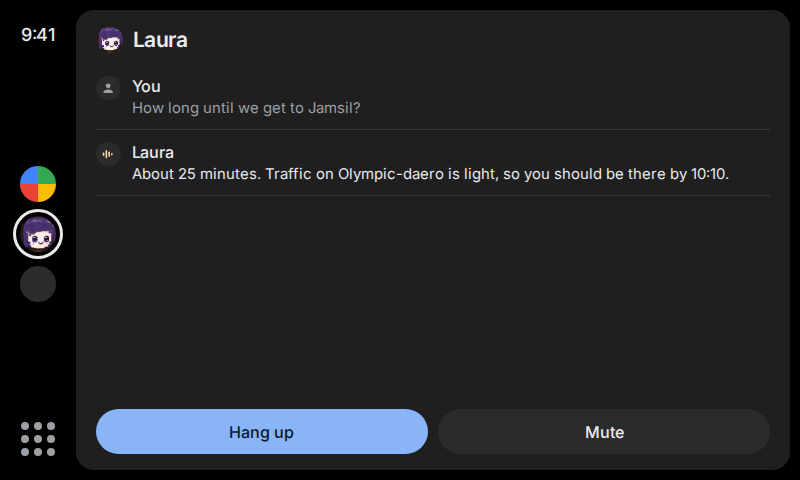 9:41
Laura
You
How long until we get to Jamsil?
Laura
About 25 minutes. Traffic on Olympic-daero is light, so you should be there by 10:10.
Hang up
Mute